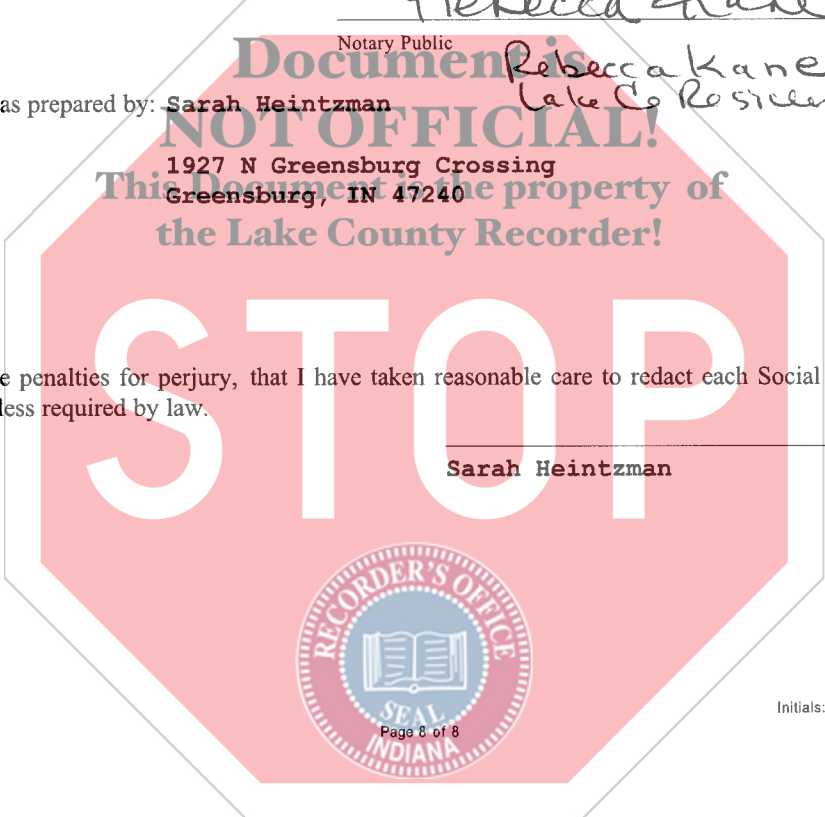 Rebecca Kane
Notary Public
Document is
Rebecca Kane
as prepared by: Sarah Heintzman
Lake Co
NOT OFFICIAL!
1927 N Greensburg Crossing
This Document is the property of
Greensburg, IN 47240
the Lake County Recorder!
STOP
e penalties for perjury, that I have taken reasonable care to redact each Social
less required by law.
Sarah Heintzman
RECORDER'S OFFICE
SEAL
INDIANA
Initials:
Page 8 of 8